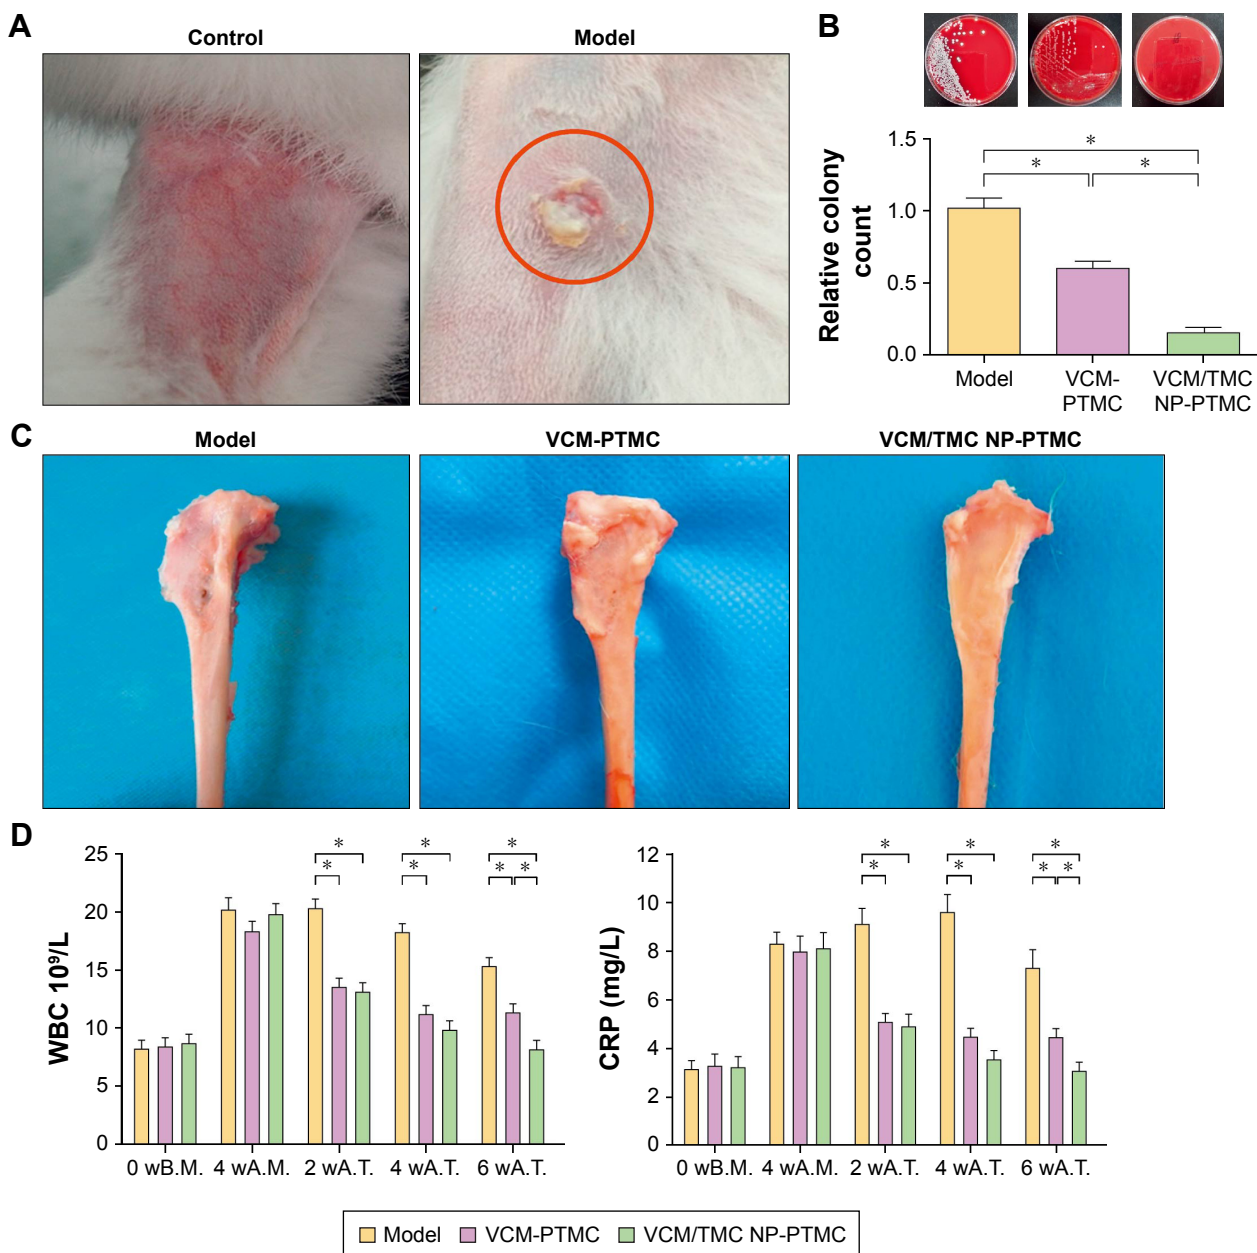 A
Control
Model
B
1.5
1.0
0.5
0.0
Relative colony
count
*
*
*
Model
VCM-
PTMC
VCM/TMC
NP-PTMC
C
Model
VCM-PTMC
VCM/TMC NP-PTMC
D
25
20
15
10
5
0
WBC 10⁹/L
*
*
*
*
*
*
*
0 wB.M.
4 wA.M.
2 wA.T.
4 wA.T.
6 wA.T.
12
10
8
6
4
2
0
CRP (mg/L)
*
*
*
*
*
*
*
0 wB.M.
4 wA.M.
2 wA.T.
4 wA.T.
6 wA.T.
Model
VCM-PTMC
VCM/TMC NP-PTMC